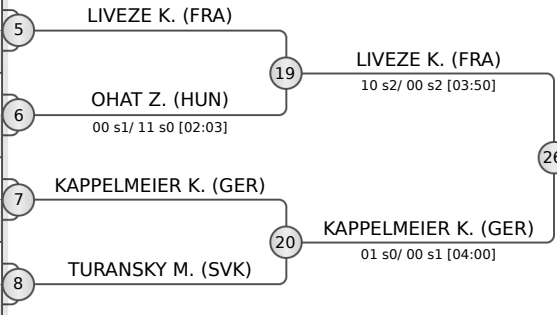 LIVEZE K. (FRA)
5
19
LIVEZE K. (FRA)
10 s2/ 00 s2 [03:50]
OHAT Z. (HUN)
6
00 s1/ 11 s0 [02:03]
26
KAPPELMEIER K. (GER)
7
20
KAPPELMEIER K. (GER)
01 s0/ 00 s1 [04:00]
TURANSKY M. (SVK)
8